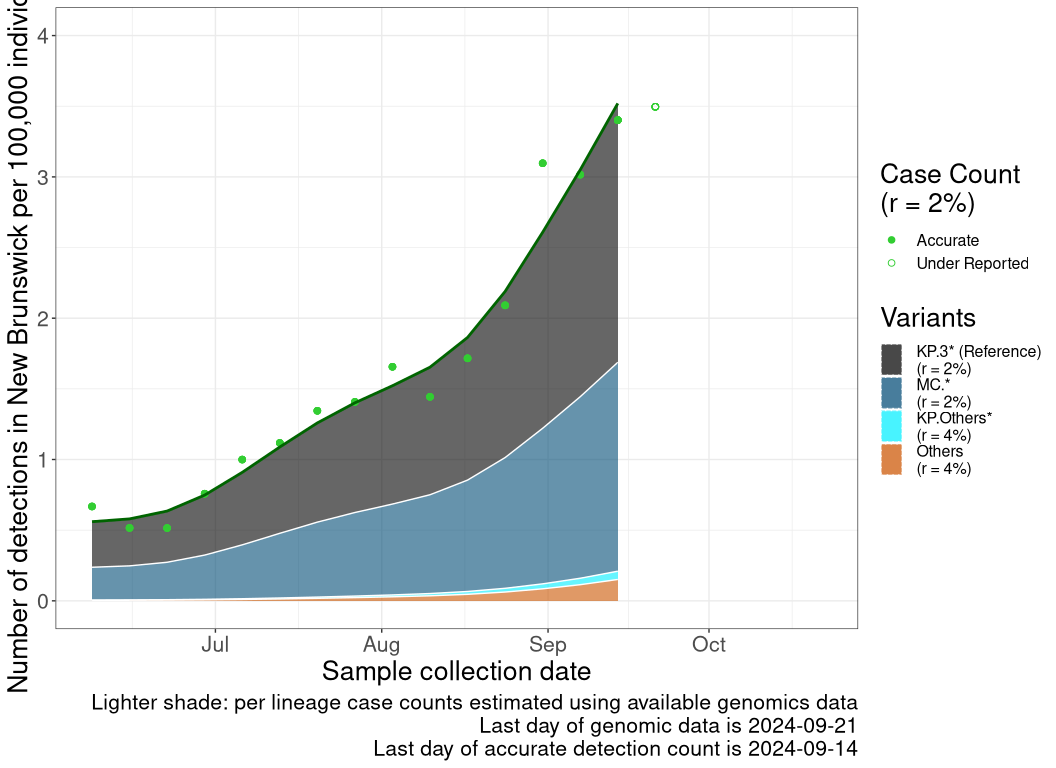 Number of detections in New Brunswick per 100,000
4
3
2
1
0
Jul
Aug
Sep
Oct
Sample collection date
Lighter shade: per lineage case counts estimated using available genomics data
Last day of genomic data is 2024-09-21
Last day of accurate detection count is 2024-09-14
Case Count
(r = 2%)
Accurate
Under Reported
Variants
KP.3* (Reference)
(r = 2%)
MC.*
(r = 2%)
KP.Others*
(r = 4%)
Others
(r = 4%)